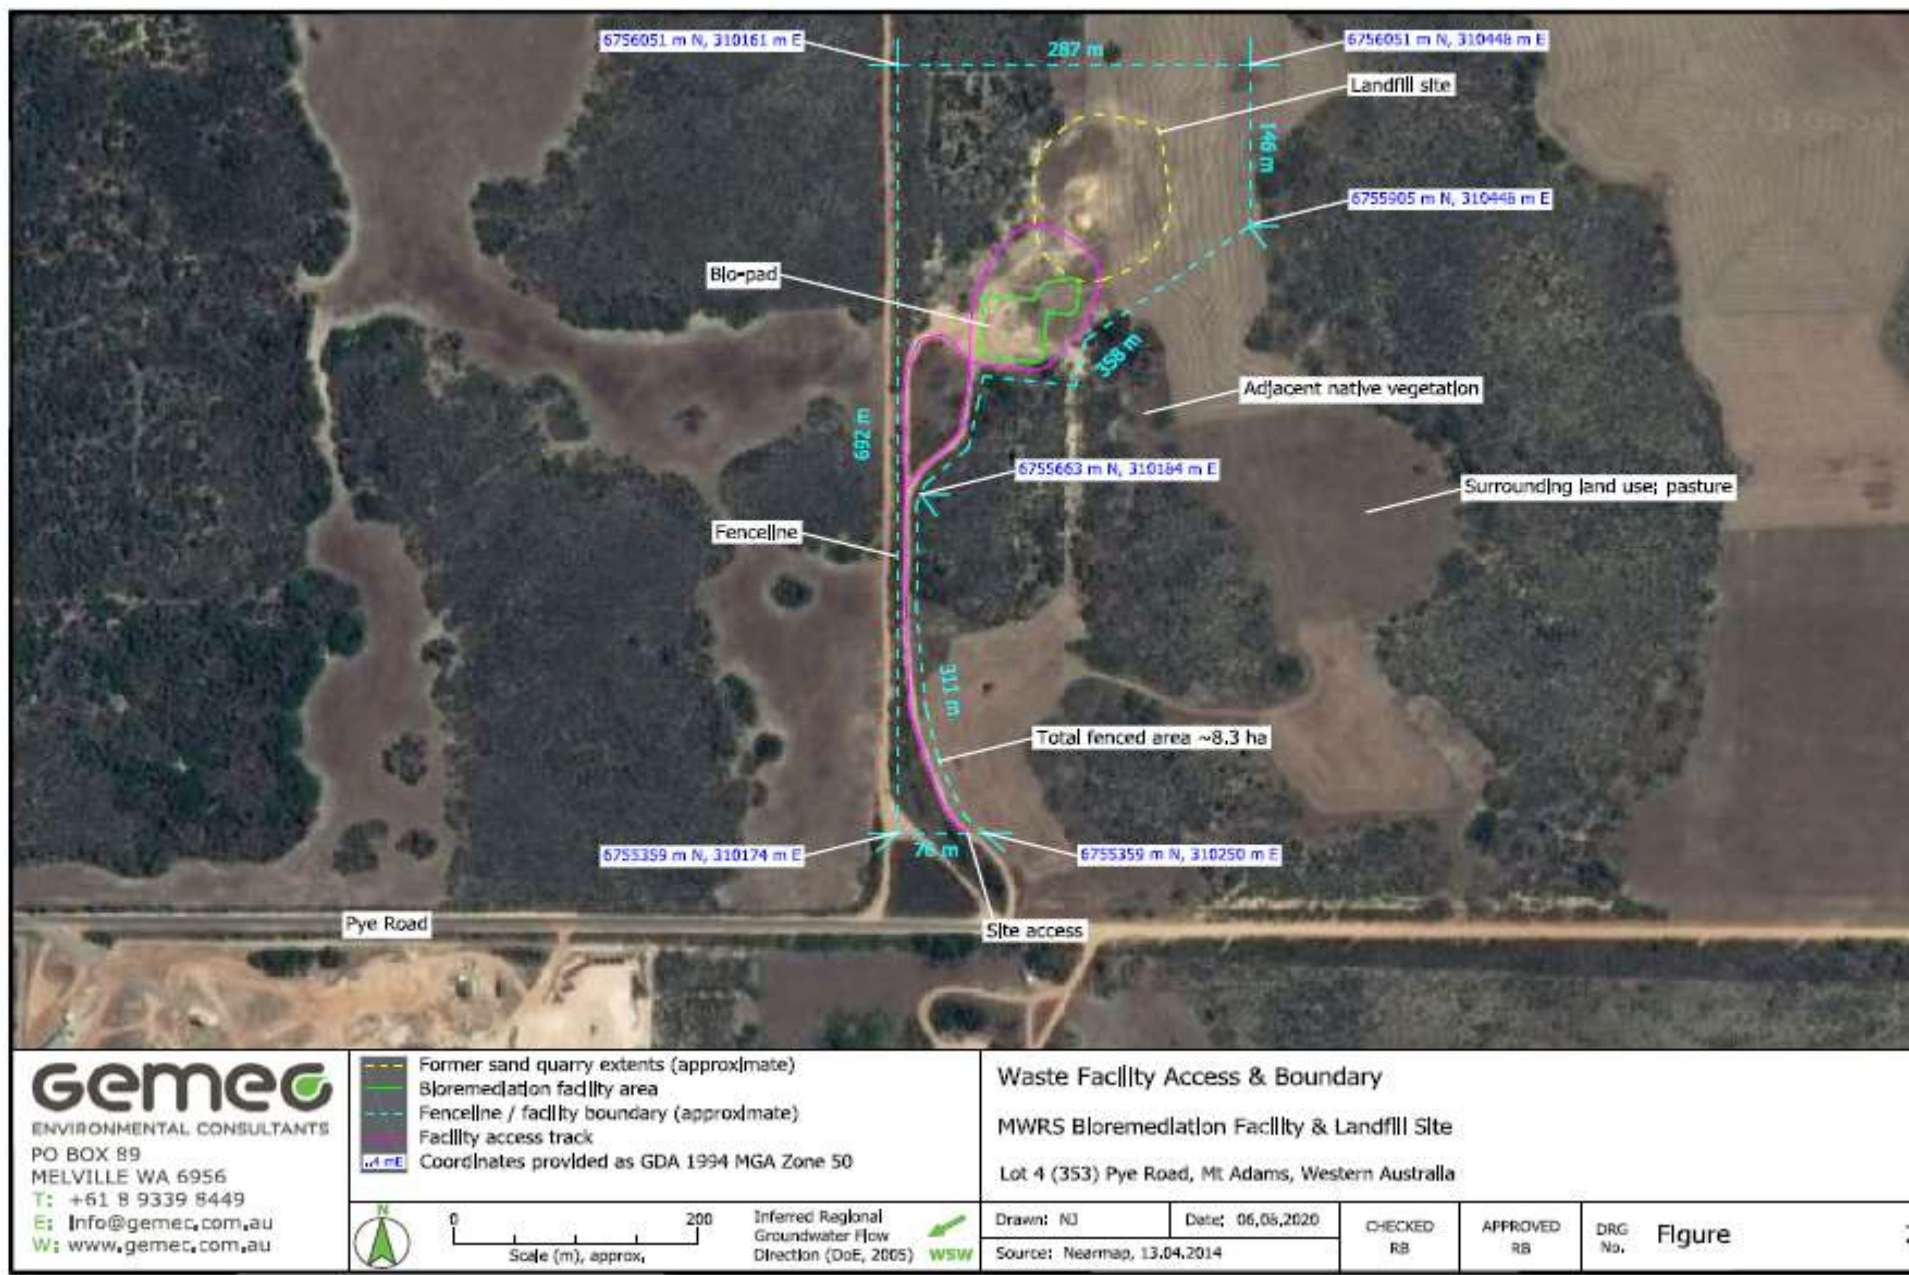 6756051 m N, 310161 m E
287 m
6756051 m N, 310448 m E
Landfill site
146 m
6755905 m N, 310448 m E
Bio-pad
358 m
Adjacent native vegetation
692 m
6755663 m N, 310184 m E
Surrounding land use; pasture
Fenceline
311 m
Total fenced area ~8.3 ha
6755359 m N, 310174 m E
76 m
6755359 m N, 310250 m E
Pye Road
Site access
Gemec
ENVIRONMENTAL CONSULTANTS
PO BOX 89
MELVILLE WA 6956
T: +61 8 9339 8449
E: Info@gemec.com.au
W: www.gemec.com.au
Former sand quarry extents (approximate)
Bioremediation facility area
Fenceline / facility boundary (approximate)
Facility access track
Coordinates provided as GDA 1994 MGA Zone 50
N
0 200
Scale (m), approx.
Inferred Regional
Groundwater Flow
Direction (DoE, 2005) WSW
Waste Facility Access & Boundary
MWRS Bioremediation Facility & Landfill Site
Lot 4 (353) Pye Road, Mt Adams, Western Australia
Drawn: NJ
Date: 06.08.2020
Source: Nearmap, 13.04.2014
CHECKED
RB
APPROVED
RB
DRG
No.
Figure